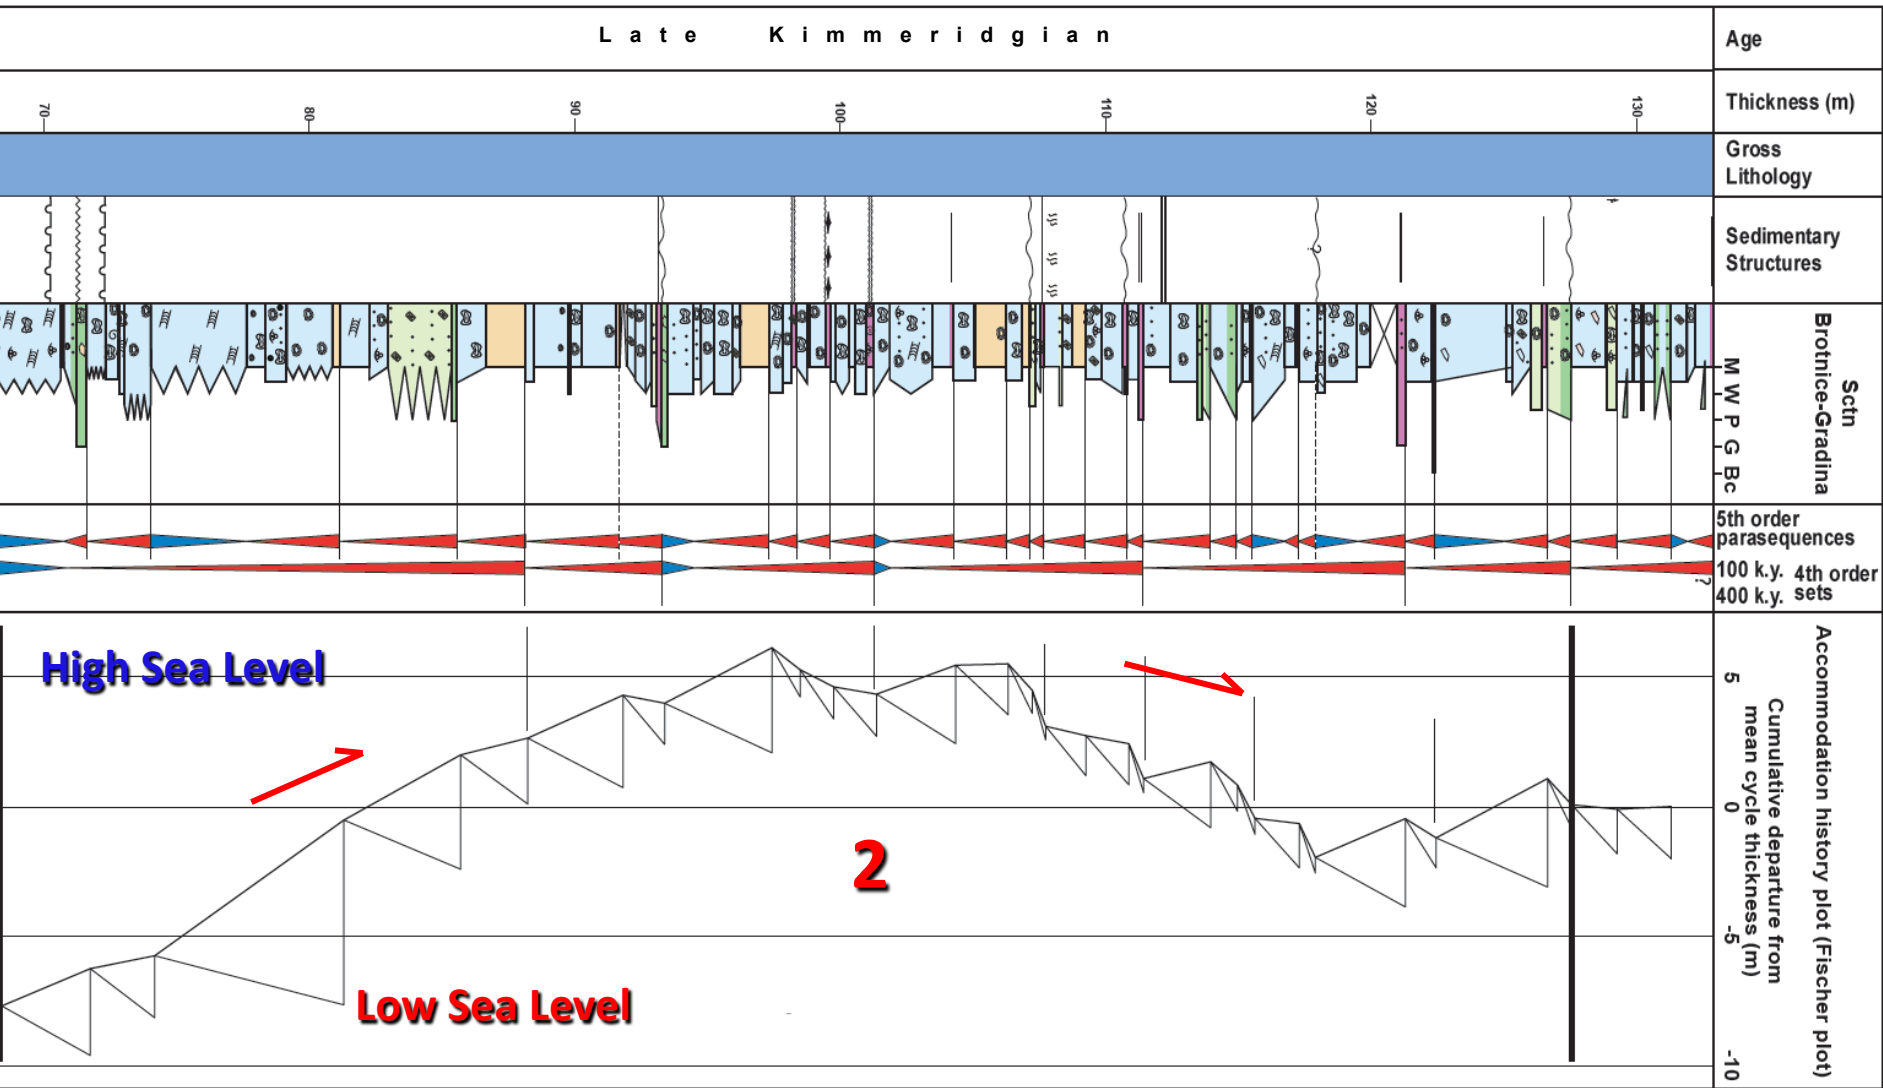 Late Kimmeridgian
Age
70
80
90
100
110
120
130
Thickness (m)
Gross
Lithology
?
Sedimentary
Structures
M
W
P
G
Bc
Brotnice-Gradina
Sctn
5th order
parasequences
100 k.y.
400 k.y.
4th order
sets
?
High Sea Level
Low Sea Level
2
5
0
-5
-10
Cumulative departure from
mean cycle thickness (m)
Accommodation history plot (Fischer plot)